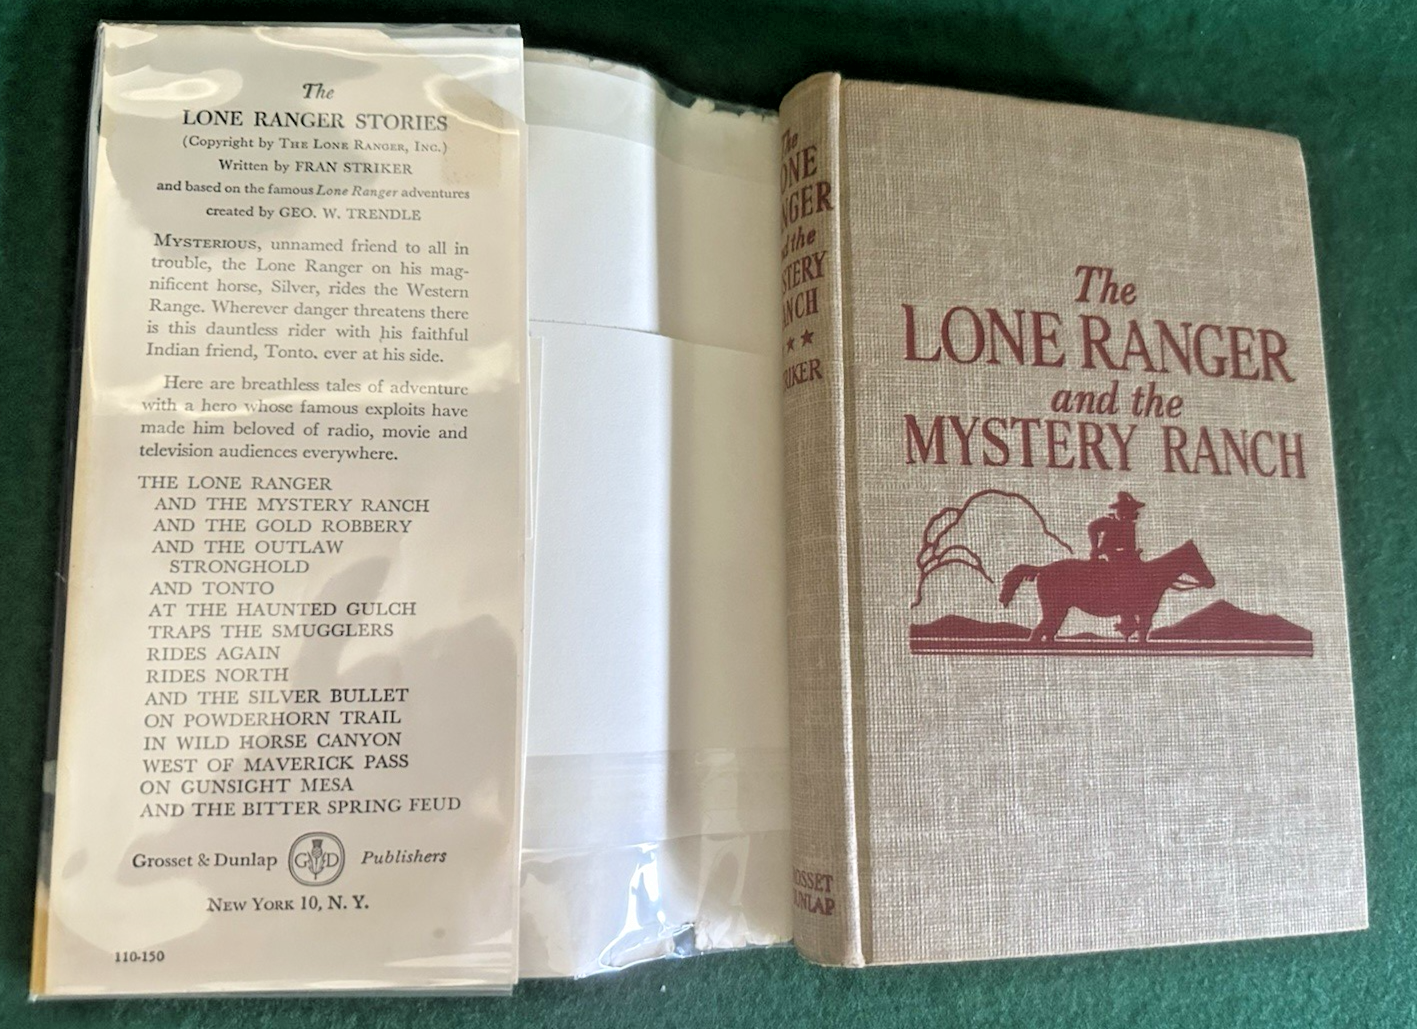 The
LONE RANGER STORIES
(Copyright by THE LONE RANGER, INC.)
Written by FRAN STRIKER
and based on the famous Lone Ranger adventures
created by GEO. W. TRENDLE
MYSTERIOUS, unnamed friend to all in
trouble, the Lone Ranger on his mag-
nificent horse, Silver, rides the Western
Range. Wherever danger threatens there
is this dauntless rider with his faithful
Indian friend, Tonto, ever at his side.
Here are breathless tales of adventure
with a hero whose famous exploits have
made him beloved of radio, movie and
television audiences everywhere.
THE LONE RANGER
AND THE MYSTERY RANCH
AND THE GOLD ROBBERY
AND THE OUTLAW
STRONGHOLD
AND TONTO
AT THE HAUNTED GULCH
TRAPS THE SMUGGLERS
RIDES AGAIN
RIDES NORTH
AND THE SILVER BULLET
ON POWDERHORN TRAIL
IN WILD HORSE CANYON
WEST OF MAVERICK PASS
ON GUNSIGHT MESA
AND THE BITTER SPRING FEUD
Grosset & Dunlap G D Publishers
NEW YORK 10, N. Y.
110-150
The
ONE
NGER
d the
STERY
ANCH
RIKER
OSSET
UNLAP
The
LONE RANGER
and the
MYSTERY RANCH